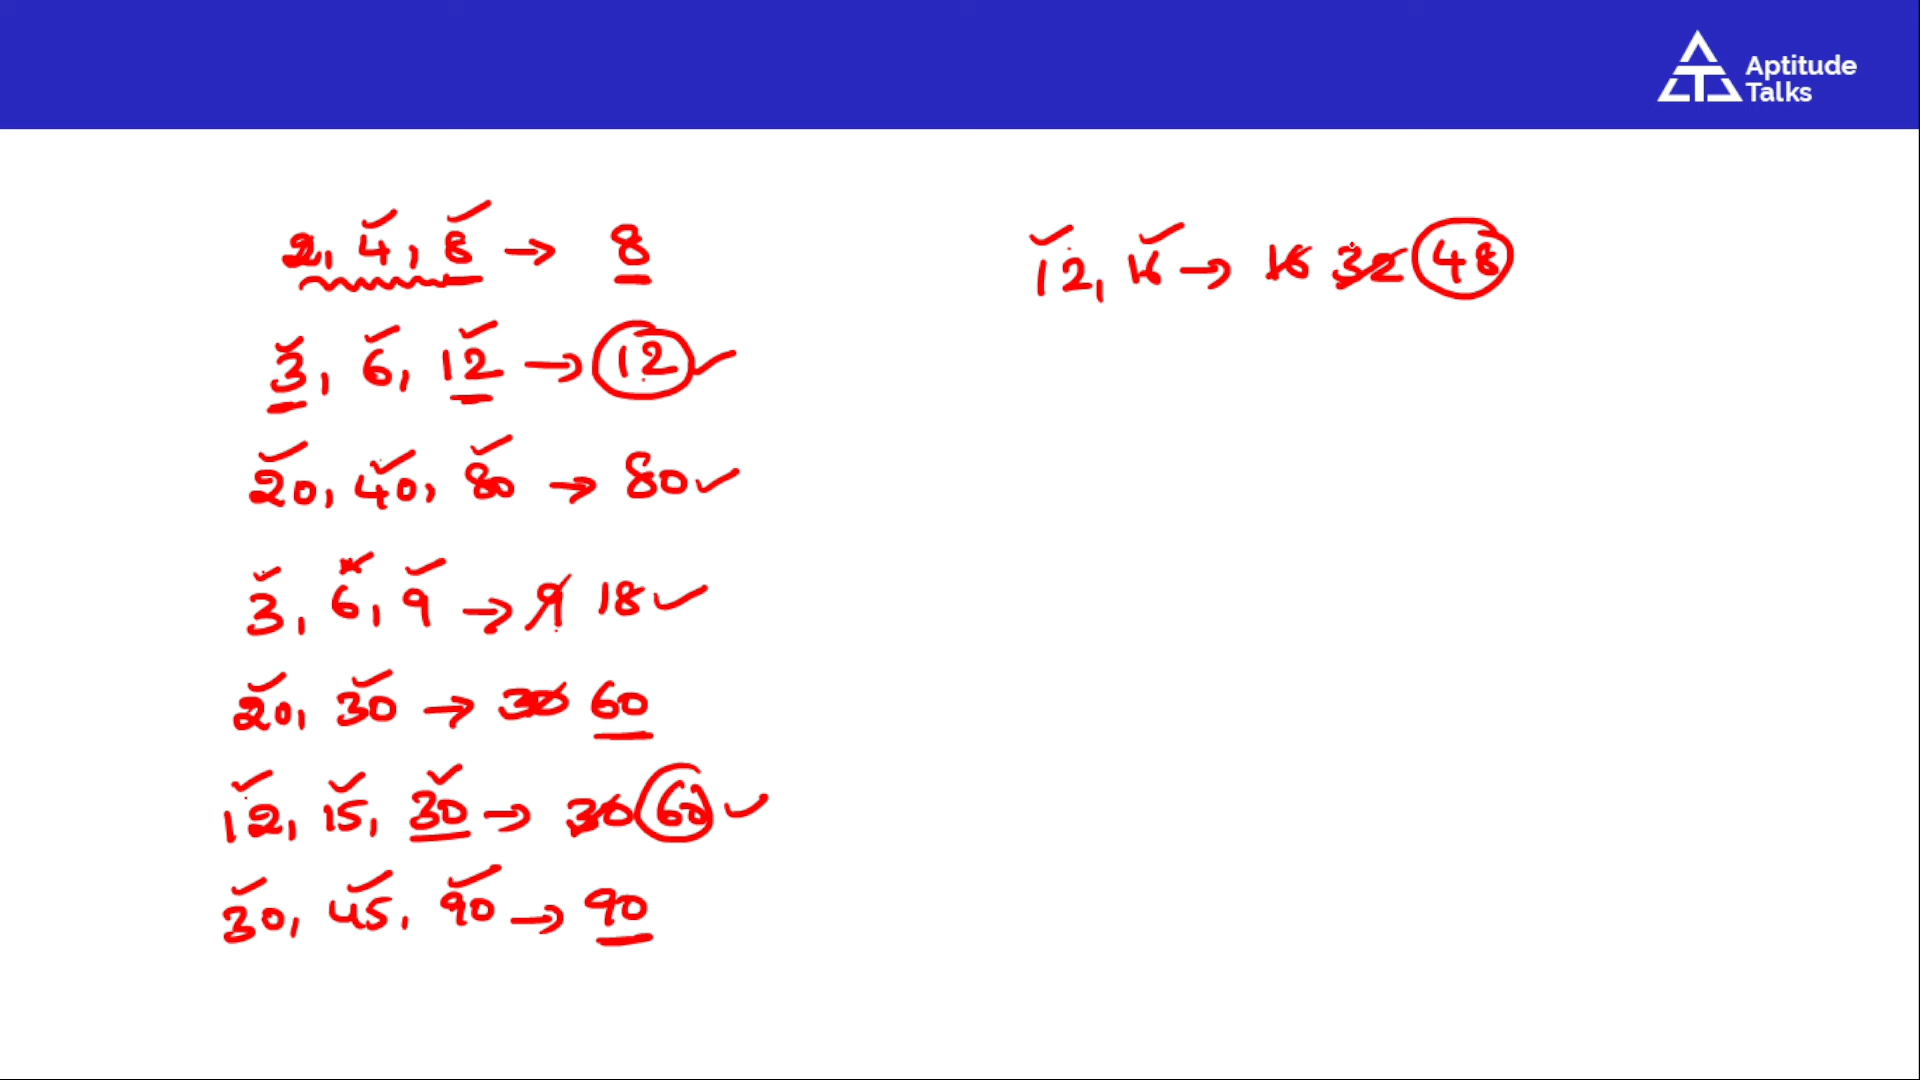 Aptitude
Talks
2, 4, 8 → 8
3, 6, 12 → 12
20, 40, 80 → 80
3, 6, 9 → 9 18
20, 30 → 30 60
12, 15, 30 → 30 60
30, 45, 90 → 90
12, 16 → 16 32 48